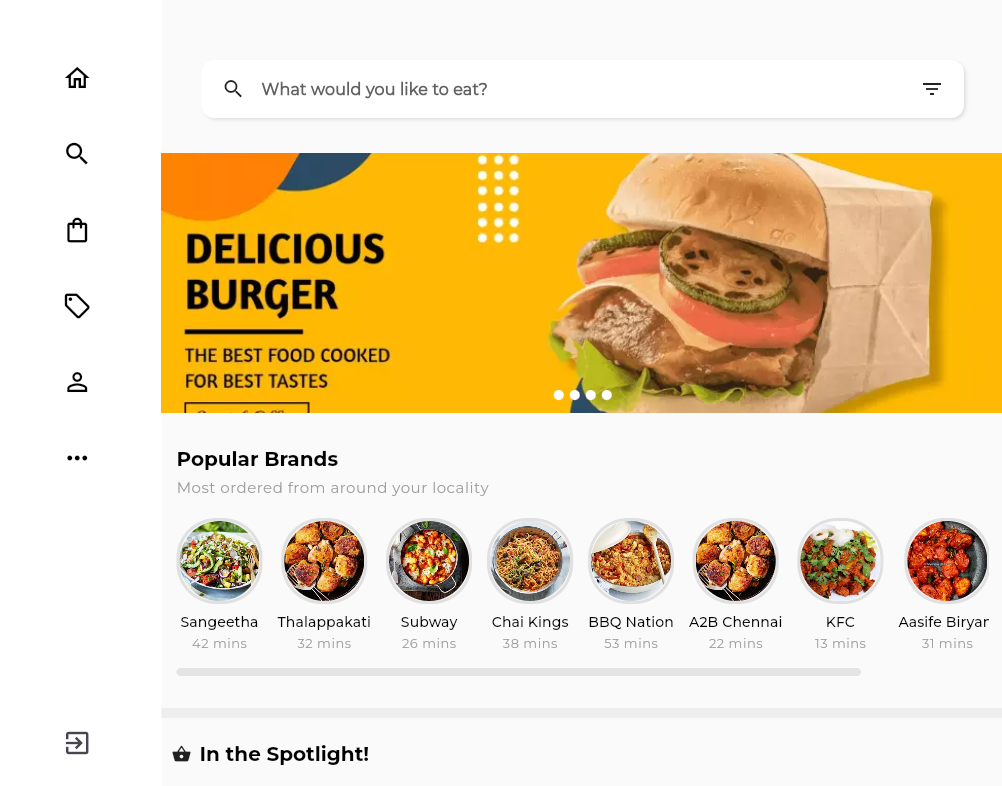 What would you like to eat?
DELICIOUS
BURGER
THE BEST FOOD COOKED
FOR BEST TASTES
Popular Brands
Most ordered from around your locality
Sangeetha
42 mins
Thalappakati
32 mins
Subway
26 mins
Chai Kings
38 mins
BBQ Nation
53 mins
A2B Chennai
22 mins
KFC
13 mins
Aasife Biryan
31 mins
In the Spotlight!